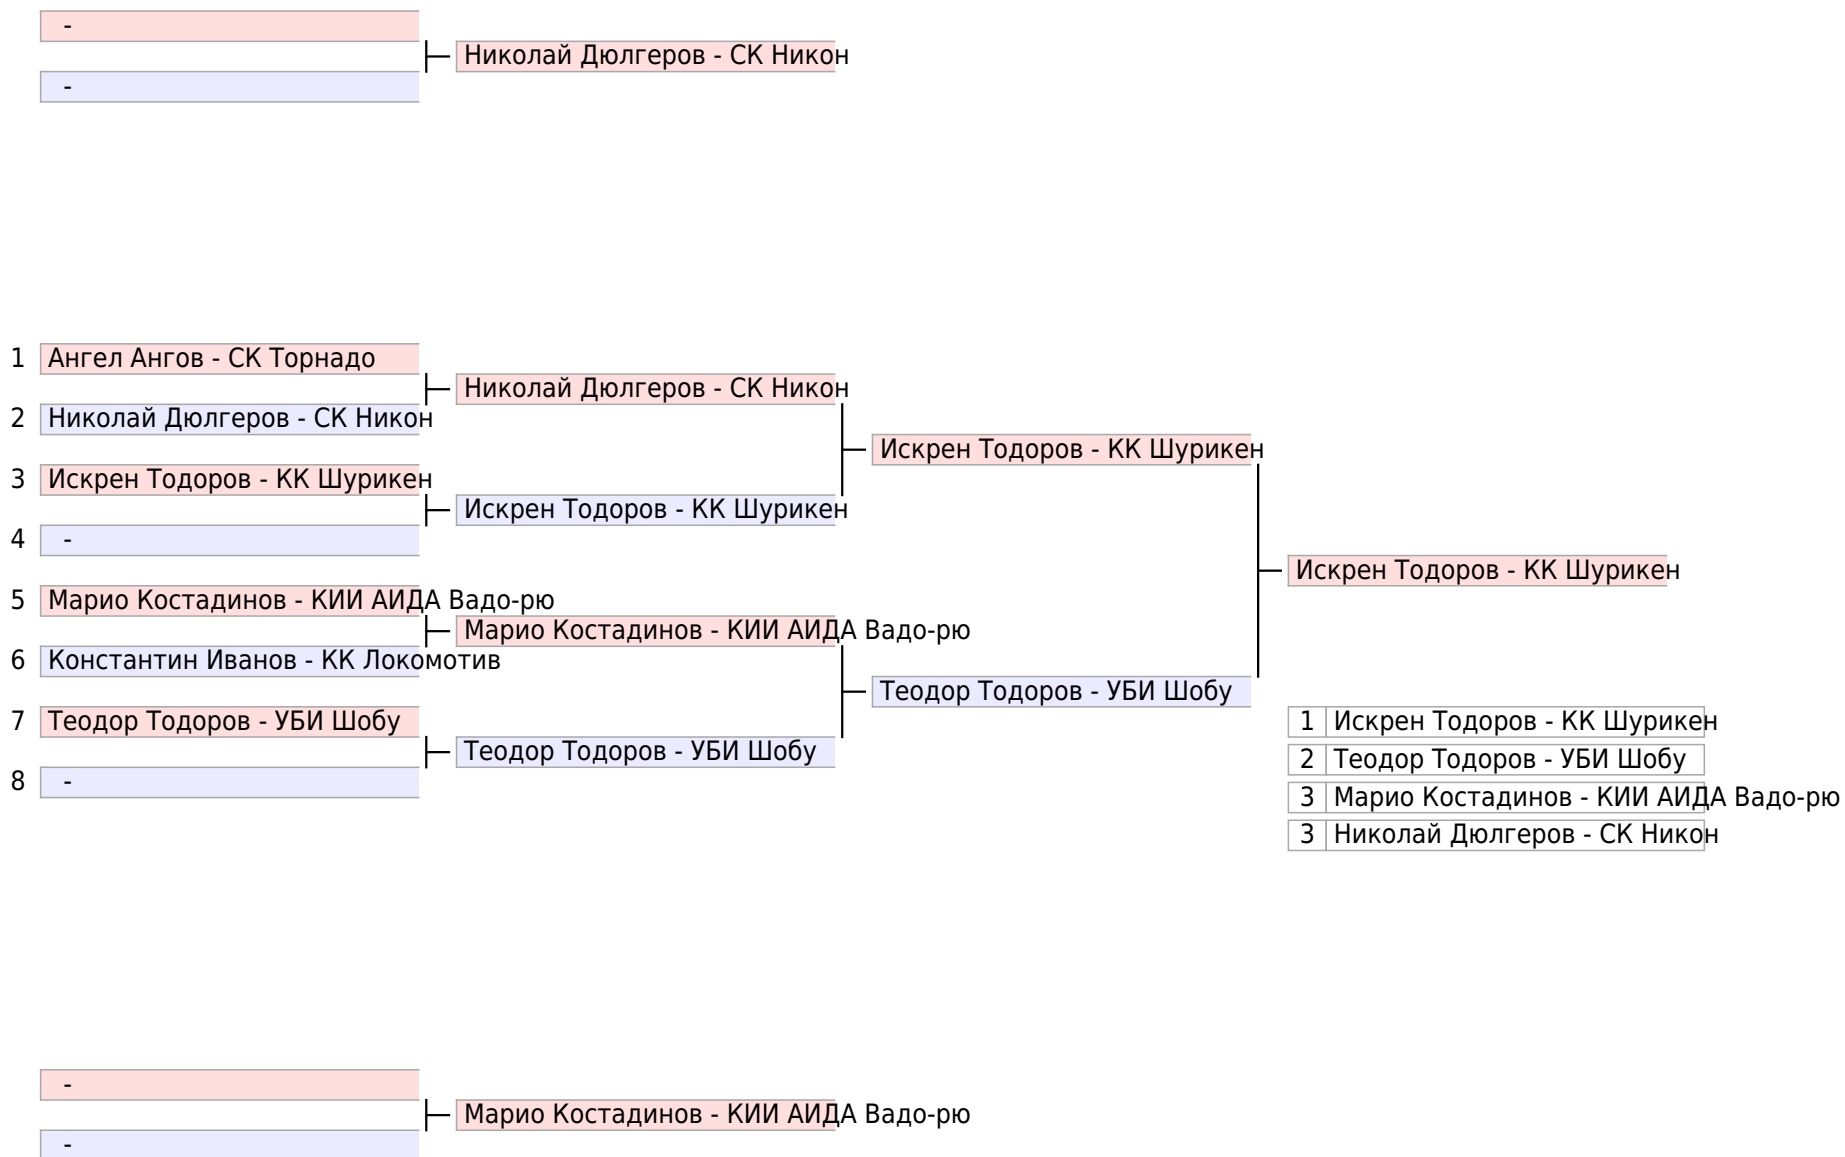 -
Николай Дюлгеров - СК Никон
-
1 Ангел Ангов - СК Торнадо
Николай Дюлгеров - СК Никон
2 Николай Дюлгеров - СК Никон
Искрен Тодоров - КК Шурикен
3 Искрен Тодоров - КК Шурикен
Искрен Тодоров - КК Шурикен
4 -
Искрен Тодоров - КК Шурикен
5 Марио Костадинов - КИИ АИДА Вадо-рю
Марио Костадинов - КИИ АИДА Вадо-рю
6 Константин Иванов - КК Локомотив
Теодор Тодоров - УБИ Шобу
7 Теодор Тодоров - УБИ Шобу
1 Искрен Тодоров - КК Шурикен
Теодор Тодоров - УБИ Шобу
2 Теодор Тодоров - УБИ Шобу
8 -
3 Марио Костадинов - КИИ АИДА Вадо-рю
3 Николай Дюлгеров - СК Никон
-
Марио Костадинов - КИИ АИДА Вадо-рю
-